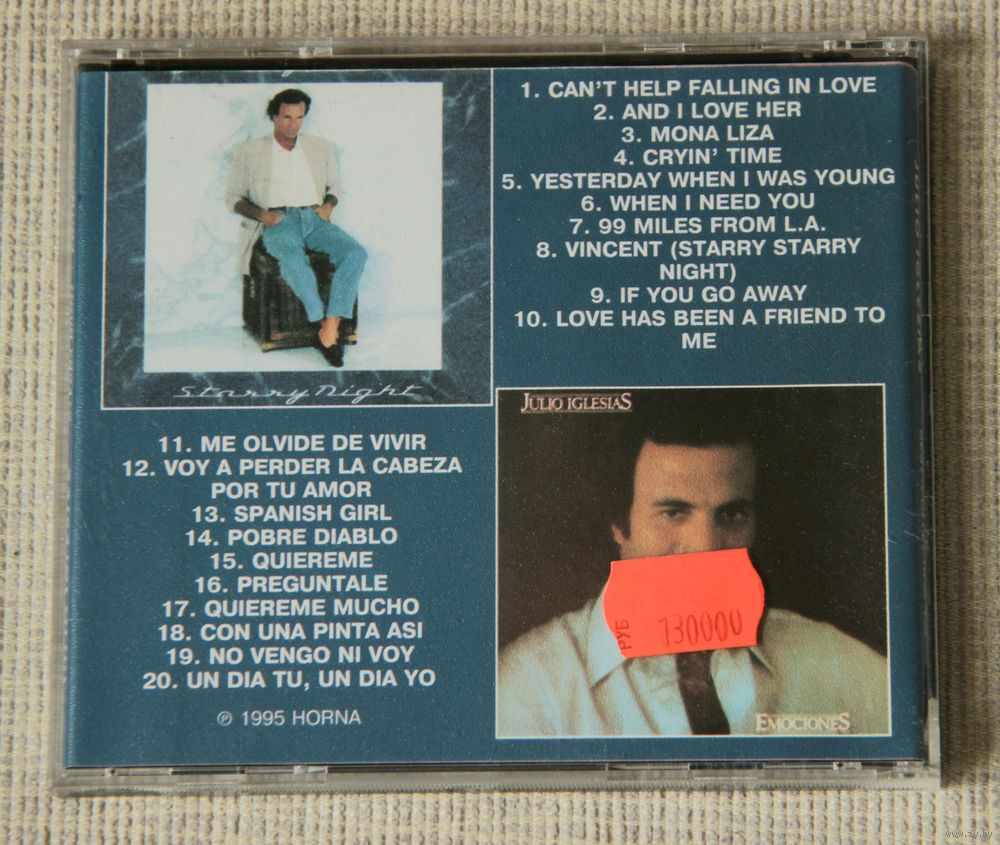 1. CAN'T HELP FALLING IN LOVE
2. AND I LOVE HER
3. MONA LIZA
4. CRYIN' TIME
5. YESTERDAY WHEN I WAS YOUNG
6. WHEN I NEED YOU
7. 99 MILES FROM L.A.
8. VINCENT (STARRY STARRY
NIGHT)
9. IF YOU GO AWAY
10. LOVE HAS BEEN A FRIEND TO
ME
Starry Night
11. ME OLVIDE DE VIVIR
12. VOY A PERDER LA CABEZA
POR TU AMOR
13. SPANISH GIRL
14. POBRE DIABLO
15. QUIEREME
16. PREGUNTALE
17. QUIEREME MUCHO
18. CON UNA PINTA ASI
19. NO VENGO NI VOY
20. UN DIA TU, UN DIA YO
℗ 1995 HORNA
JULIO IGLESIAS
РУБ 130000
EMOCIONES
www.ay.by